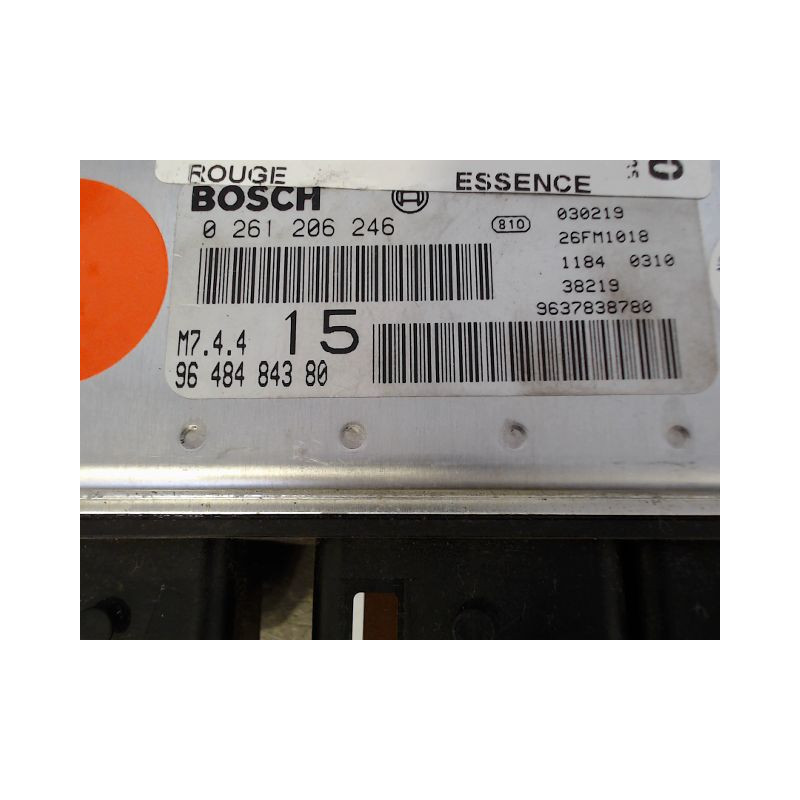 ROUGE ESSENCE
BOSCH
0 261 206 246
810
030219
26FM1018
1184 0310
38219
9637838780
M7.4.4 15
96 484 843 80